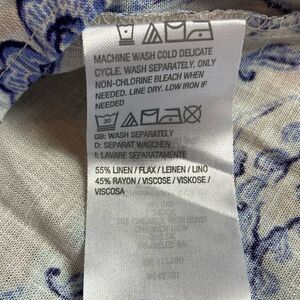 MACHINE WASH COLD DELICATE
CYCLE. WASH SEPARATELY. ONLY
NON-CHLORINE BLEACH WHEN
NEEDED. LINE DRY. LOW IRON IF
NEEDED
30
GB: WASH SEPARATELY
D: SEPARAT WASCHEN
I: LAVARE SEPARATAMENTE
55% LINEN / FLAX / LEINEN / LINO
45% RAYON / VISCOSE / VISKOSE /
VISCOSA